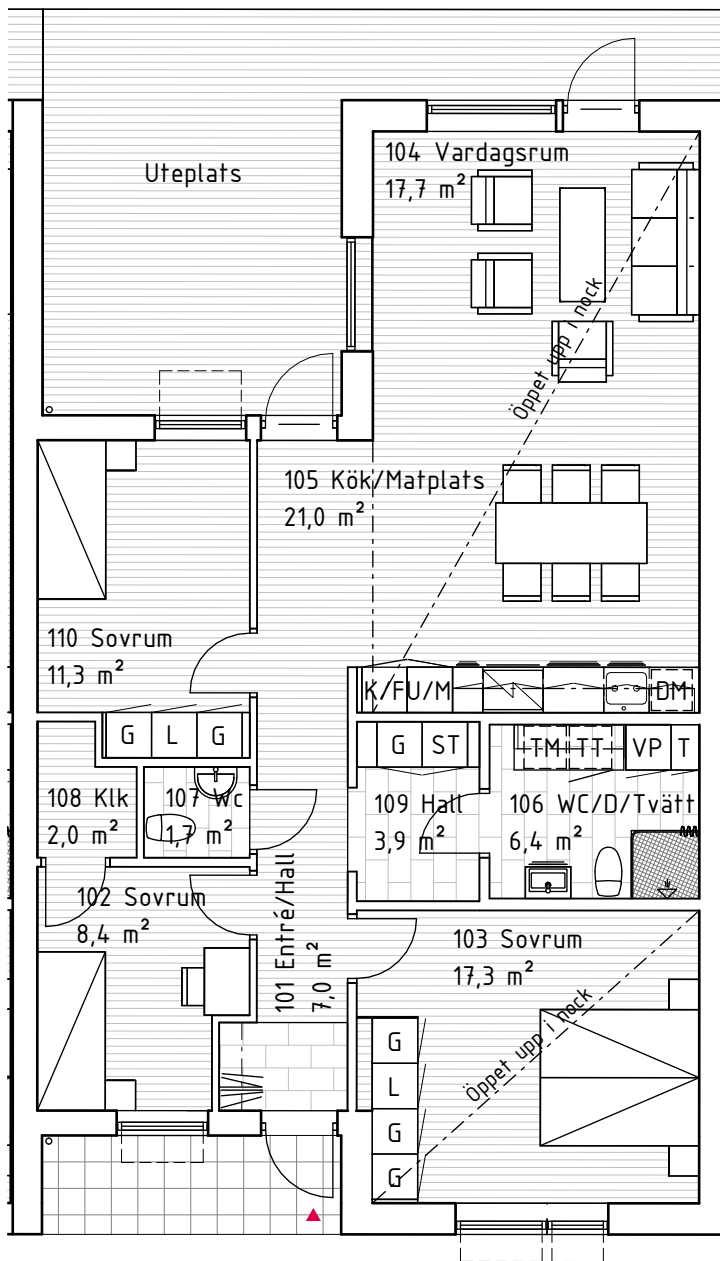 Uteplats
104 Vardagsrum
17,7 m²
Öppet upp i nock
105 Kök/Matplats
21,0 m²
110 Sovrum
11,3 m²
K/F U/M DM
G L G
G ST
TM TT VP T
108 Klk
2,0 m²
107 Wc
1,7 m²
109 Hall
3,9 m²
106 WC/D/Tvätt
6,4 m²
102 Sovrum
8,4 m²
101 Entré/Hall
7,0 m²
103 Sovrum
17,3 m²
Öppet upp i nock
G
L
G
G